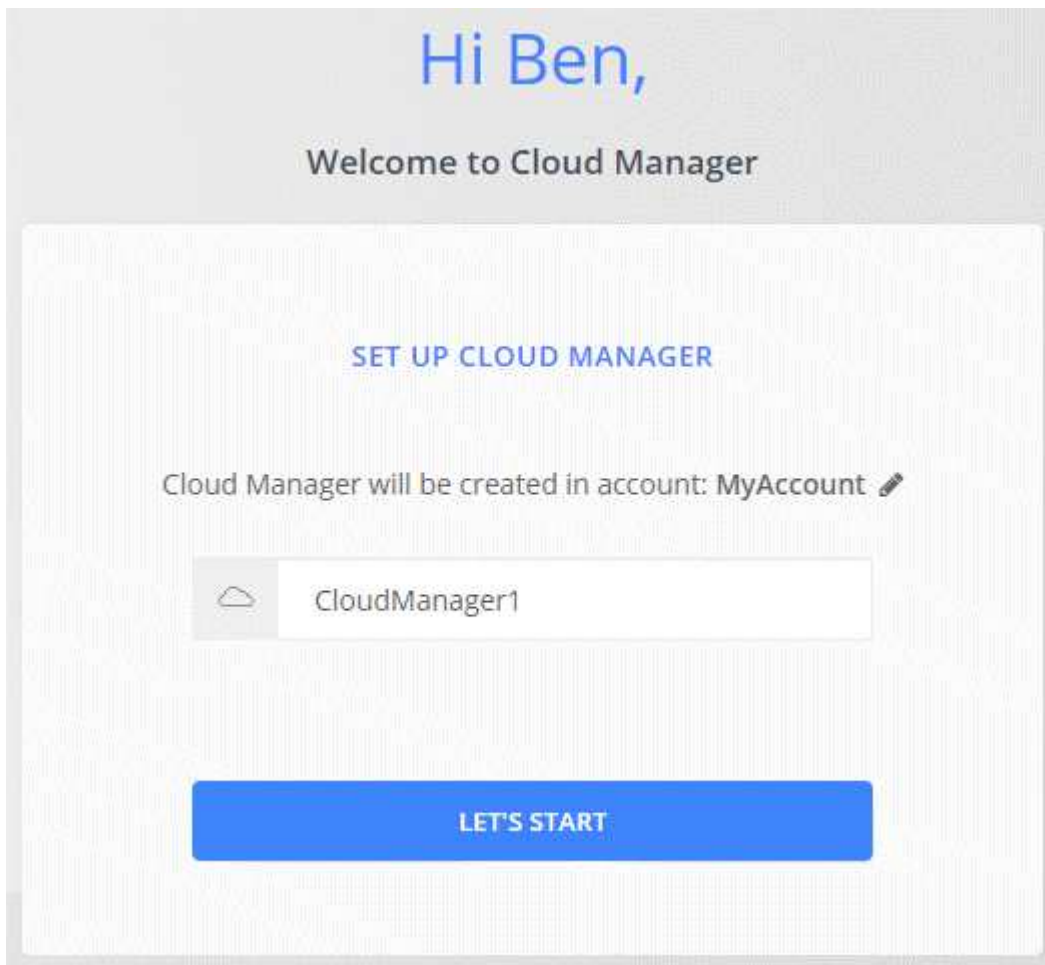 Hi Ben,
Welcome to Cloud Manager
SET UP CLOUD MANAGER
Cloud Manager will be created in account: MyAccount
CloudManager1
LET'S START